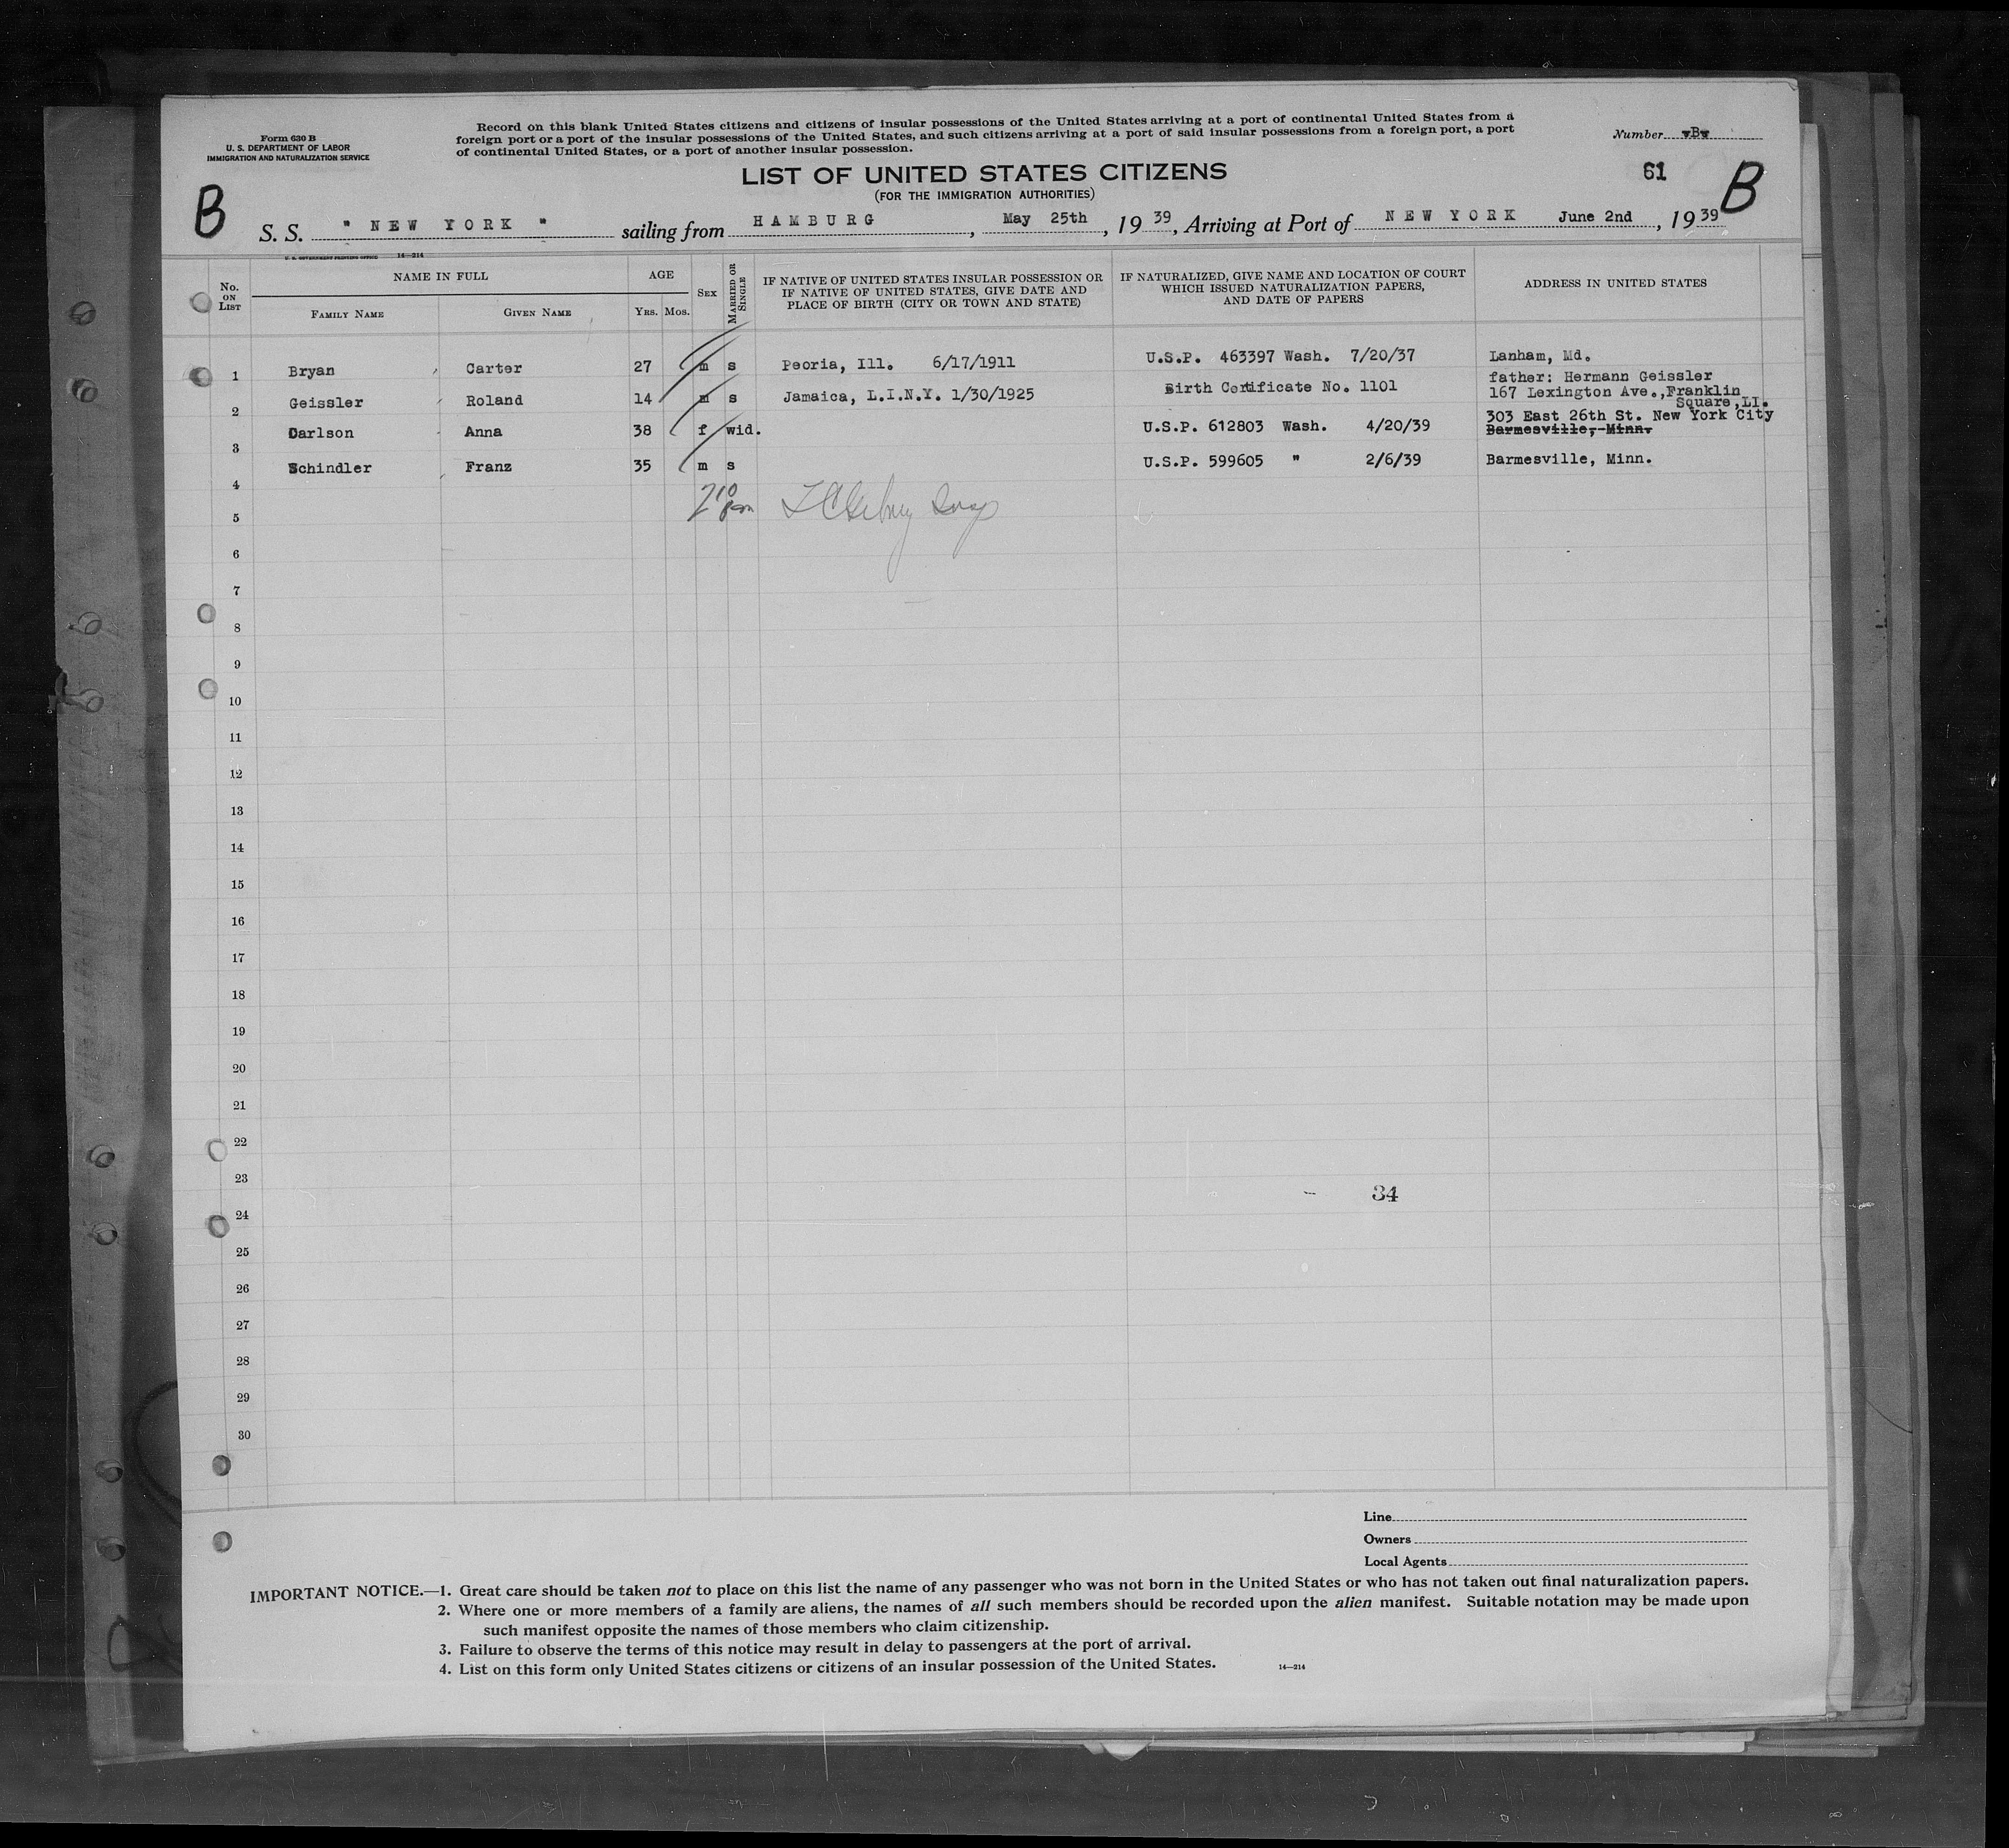 Form 630 B
U. S. DEPARTMENT OF LABOR
IMMIGRATION AND NATURALIZATION SERVICE
Record on this blank United States citizens and citizens of insular possessions of the United States arriving at a port of continental United States from a
foreign port or a port of the insular possessions of the United States, and such citizens arriving at a port of said insular possessions from a foreign port, a port
of continental United States, or a port of another insular possession.
Number "B"
LIST OF UNITED STATES CITIZENS
(FOR THE IMMIGRATION AUTHORITIES)
61
B
B
S. S. " NEW YORK " sailing from HAMBURG, May 25th, 1939, Arriving at Port of NEW YORK June 2nd, 1939
U. S. GOVERNMENT PRINTING OFFICE 14—214
No. ON LIST
NAME IN FULL
FAMILY NAME
GIVEN NAME
AGE
YRS. MOS.
SEX
MARRIED OR SINGLE
IF NATIVE OF UNITED STATES INSULAR POSSESSION OR
IF NATIVE OF UNITED STATES, GIVE DATE AND
PLACE OF BIRTH (CITY OR TOWN AND STATE)
IF NATURALIZED, GIVE NAME AND LOCATION OF COURT
WHICH ISSUED NATURALIZATION PAPERS,
AND DATE OF PAPERS
ADDRESS IN UNITED STATES
1 Bryan Carter 27 m s Peoria, Ill. 6/17/1911 U.S.P. 463397 Wash. 7/20/37 Lanham, Md.
2 Geissler Roland 14 m s Jamaica, L.I.N.Y. 1/30/1925 Birth Certificate No. 1101 father: Hermann Geissler
167 Lexington Ave.,Franklin
Square,LI.
3 Carlson Anna 38 f wid. U.S.P. 612803 Wash. 4/20/39 303 East 26th St. New York City
Barmesville, Minn.
4 Schindler Franz 35 m s U.S.P. 599605 " 2/6/39 Barmesville, Minn.
5
6
7
8
9
10
11
12
13
14
15
16
17
18
19
20
21
22
23
34
24
25
26
27
28
29
30
Line
Owners
Local Agents
IMPORTANT NOTICE.—1. Great care should be taken not to place on this list the name of any passenger who was not born in the United States or who has not taken out final naturalization papers.
2. Where one or more members of a family are aliens, the names of all such members should be recorded upon the alien manifest. Suitable notation may be made upon
such manifest opposite the names of those members who claim citizenship.
3. Failure to observe the terms of this notice may result in delay to passengers at the port of arrival.
4. List on this form only United States citizens or citizens of an insular possession of the United States.
14—214